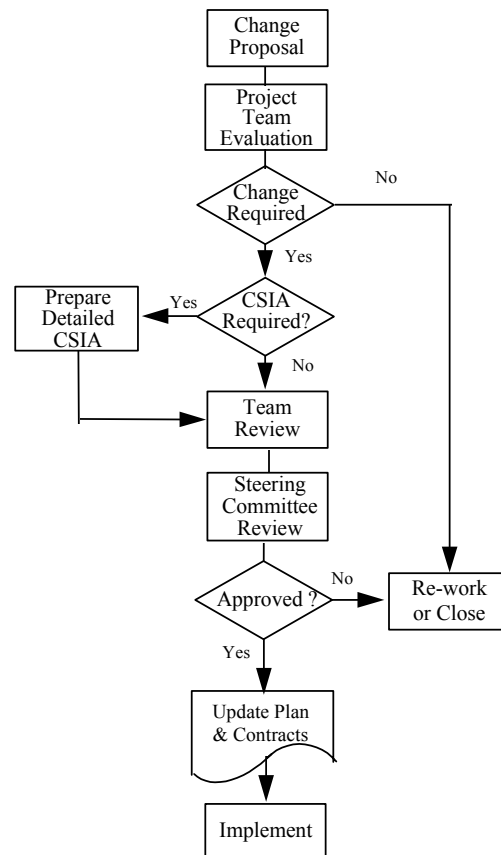 Change
Proposal
Project
Team
Evaluation
No
Change
Required
Yes
Prepare
Detailed
CSIA
Yes
CSIA
Required?
No
Team
Review
Steering
Committee
Review
No
Approved ?
Re-work
or Close
Yes
Update Plan
& Contracts
Implement